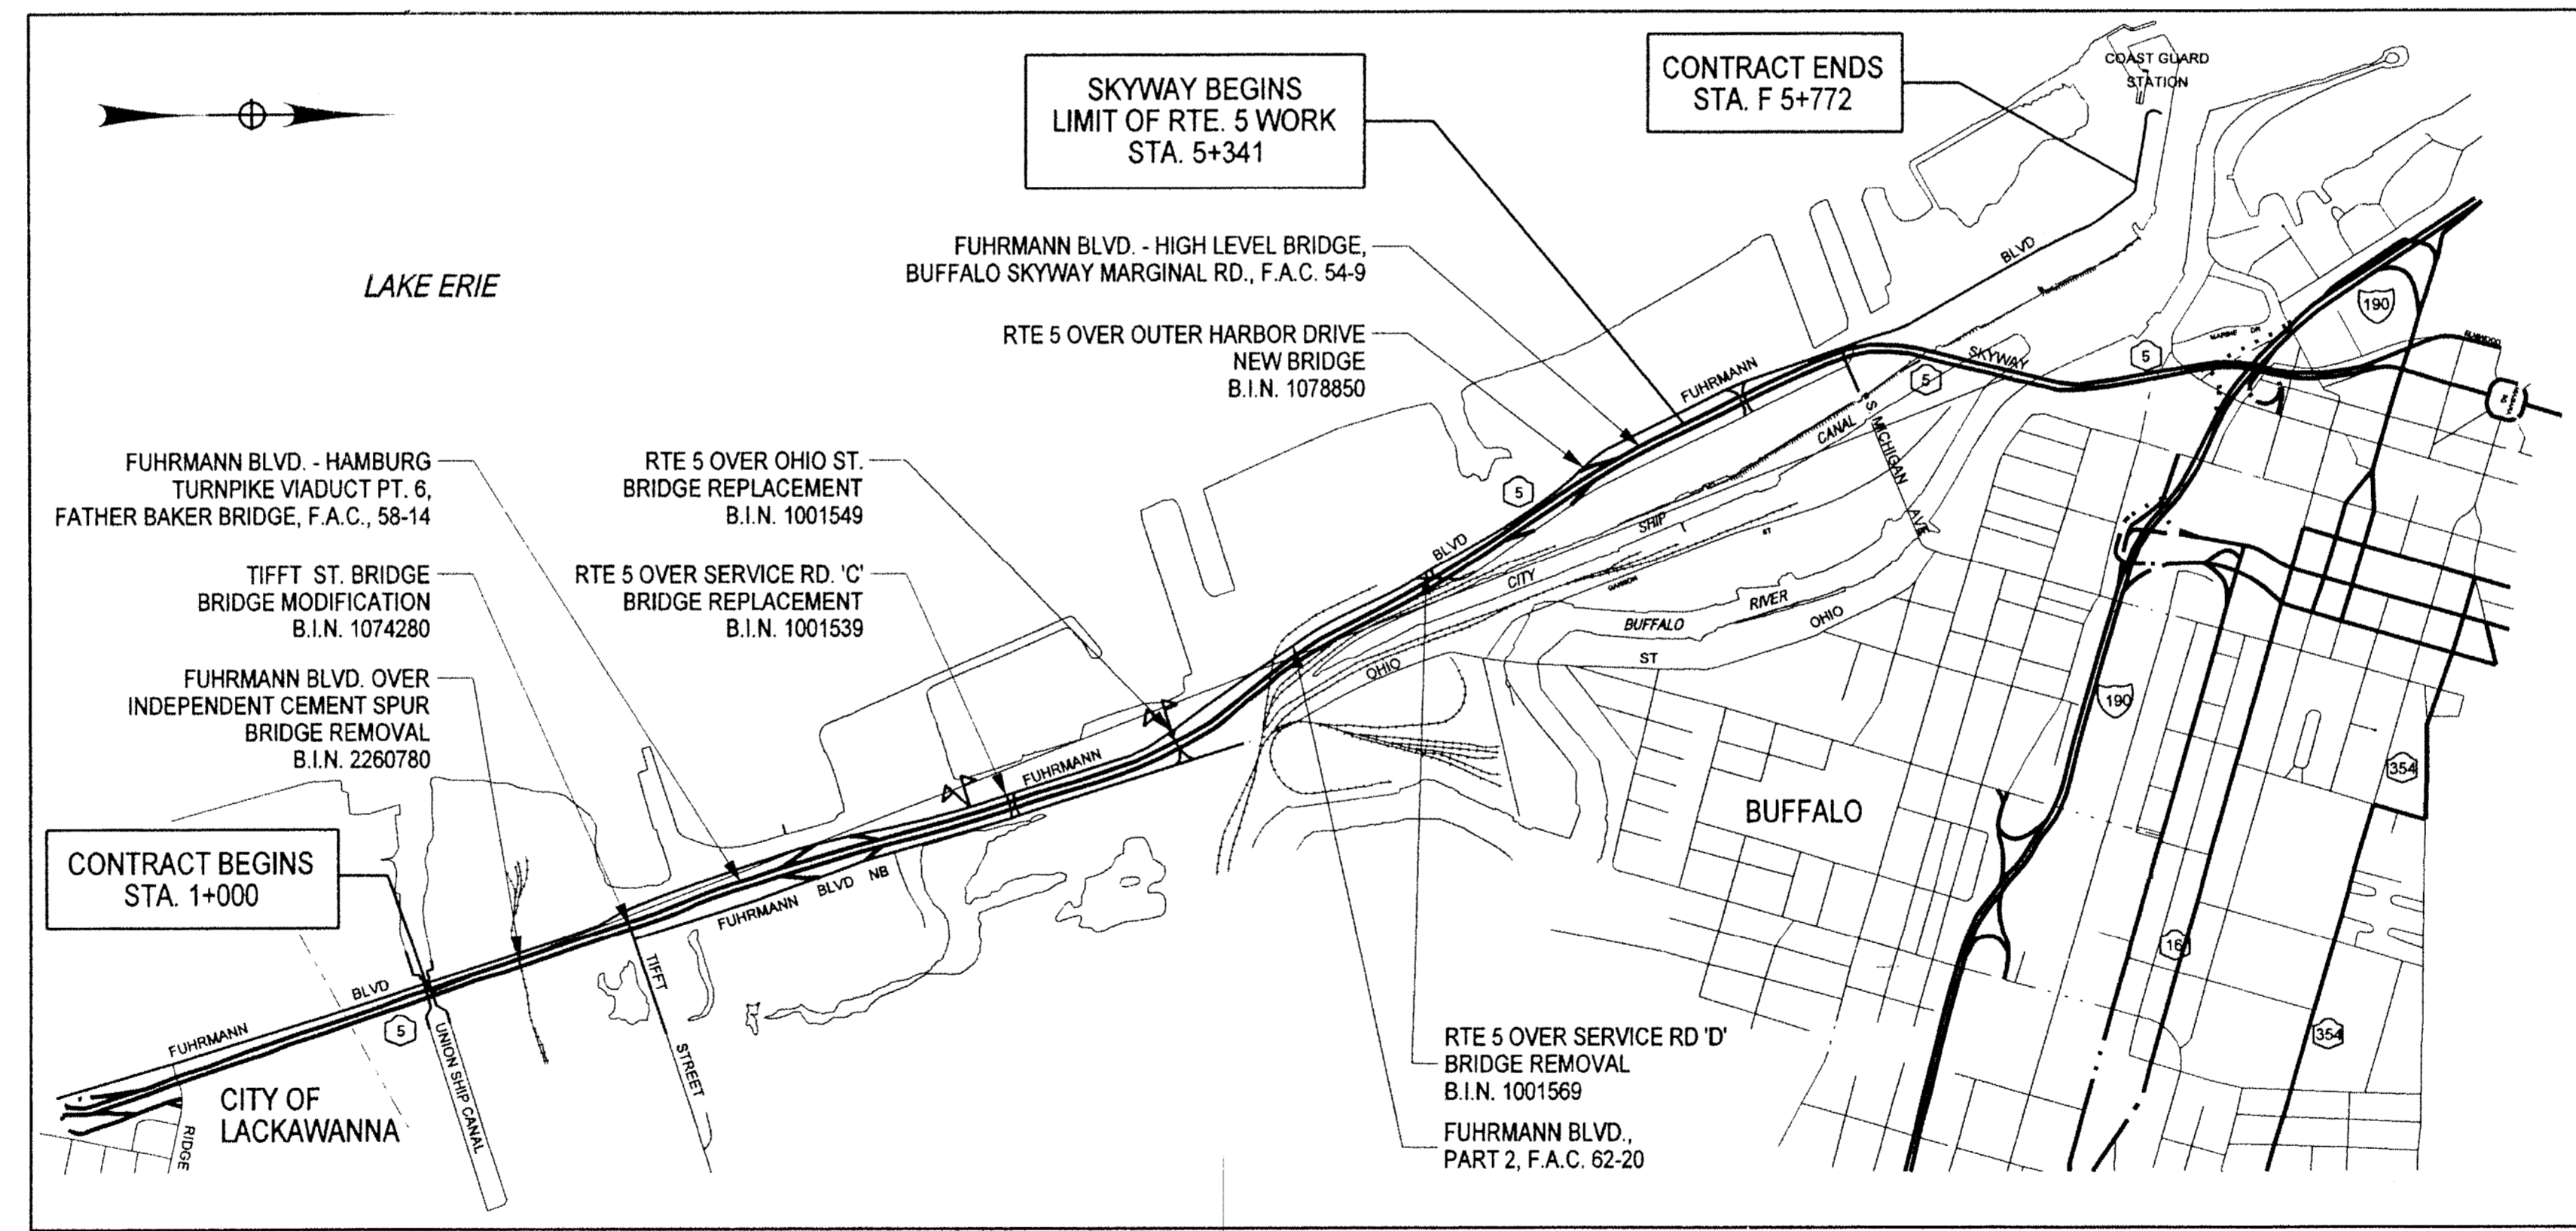 COAST GUARD
STATION
SKYWAY BEGINS
LIMIT OF RTE. 5 WORK
STA. 5+341
CONTRACT ENDS
STA. F 5+772
FUHRMANN BLVD. - HIGH LEVEL BRIDGE,
BUFFALO SKYWAY MARGINAL RD., F.A.C. 54-9
LAKE ERIE
RTE 5 OVER OUTER HARBOR DRIVE
NEW BRIDGE
B.I.N. 1078850
BLVD
190
MARINE DR
5
SKYWAY
5
FUHRMANN
S. MICHIGAN
AVE
CANAL
SHIP
CITY
5
BLVD
FUHRMANN BLVD. - HAMBURG
TURNPIKE VIADUCT PT. 6,
FATHER BAKER BRIDGE, F.A.C., 58-14
RTE 5 OVER OHIO ST.
BRIDGE REPLACEMENT
B.I.N. 1001549
TIFFT ST. BRIDGE
BRIDGE MODIFICATION
B.I.N. 1074280
RTE 5 OVER SERVICE RD. 'C'
BRIDGE REPLACEMENT
B.I.N. 1001539
FUHRMANN BLVD. OVER
INDEPENDENT CEMENT SPUR
BRIDGE REMOVAL
B.I.N. 2260780
ST
BUFFALO
RIVER
OHIO
ST
OHIO
190
354
BUFFALO
FUHRMANN
CONTRACT BEGINS
STA. 1+000
FUHRMANN BLVD NB
16
354
TIFFT
STREET
BLVD
FUHRMANN
5
UNION SHIP CANAL
CITY OF
LACKAWANNA
RIDGE
RTE 5 OVER SERVICE RD 'D'
BRIDGE REMOVAL
B.I.N. 1001569
FUHRMANN BLVD.,
PART 2, F.A.C. 62-20